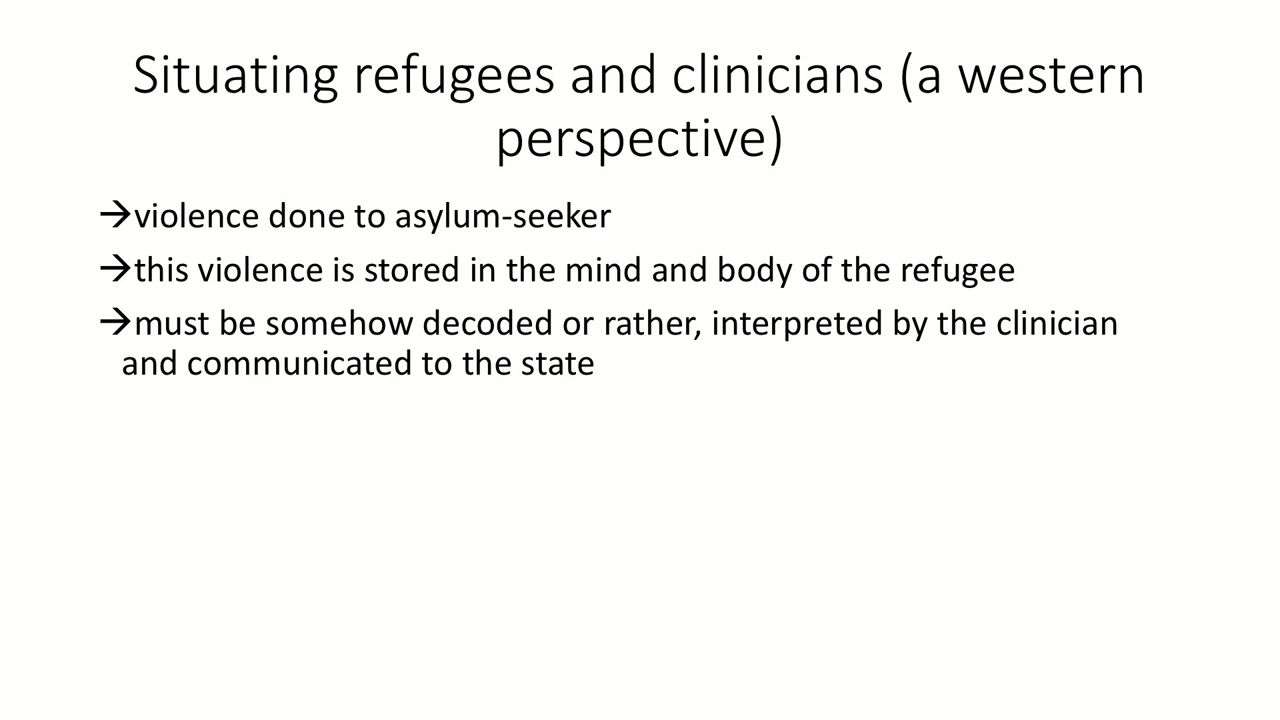 Situating refugees and clinicians (a western
perspective)
→violence done to asylum-seeker
→this violence is stored in the mind and body of the refugee
→must be somehow decoded or rather, interpreted by the clinician
and communicated to the state